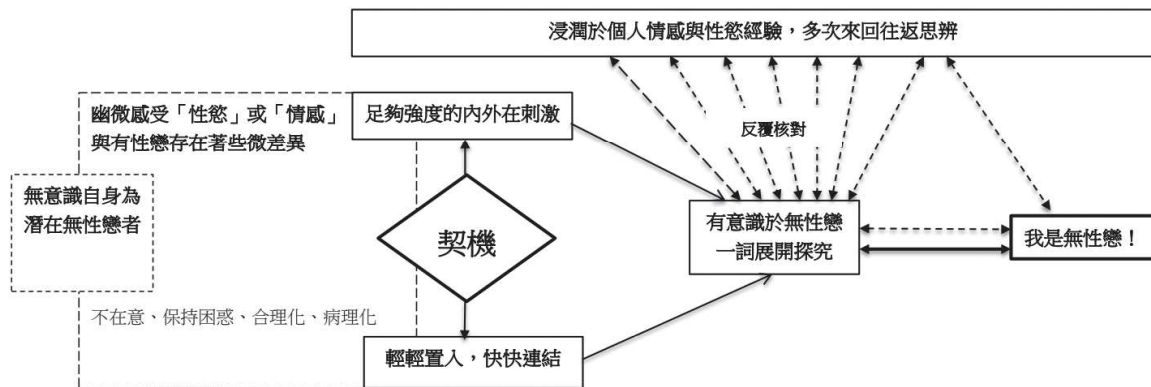 浸潤於個人情感與性慾經驗，多次來回往返思辨
幽微感受「性慾」或「情感」
與有性戀存在著些微差異
足夠強度的內外在刺激
反覆核對
無意識自身為
潛在無性戀者
契機
有意識於無性戀
一詞展開探究
我是無性戀！
不在意、保持困惑、合理化、病理化
輕輕置入，快快連結